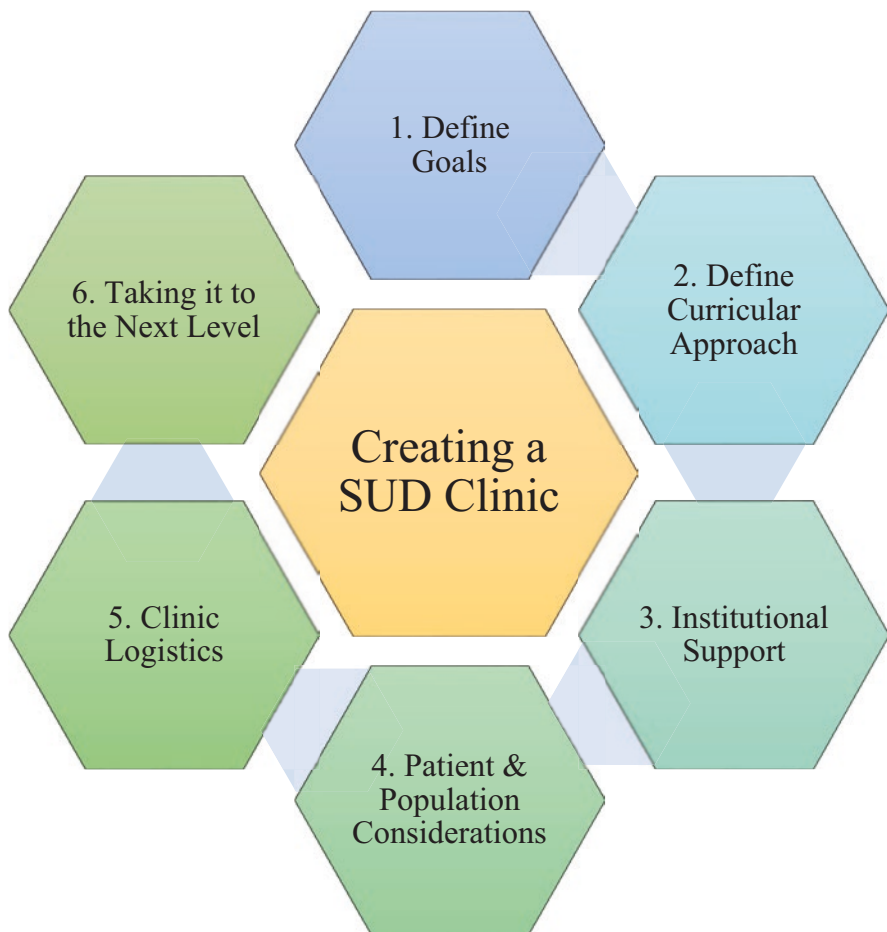 1. Define
Goals
2. Define
Curricular
Approach
3. Institutional
Support
4. Patient &
Population
Considerations
5. Clinic
Logistics
6. Taking it to
the Next Level
Creating a
SUD Clinic